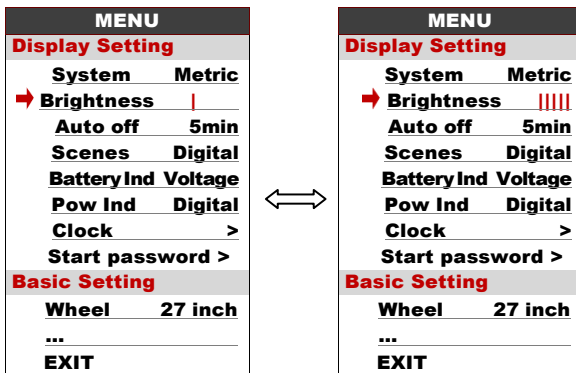 MENU
Display Setting
System Metric
Brightness |
Auto off 5min
Scenes Digital
Battery Ind Voltage
Pow Ind Digital
Clock >
Start password >
Basic Setting
Wheel 27 inch
...
EXIT
MENU
Display Setting
System Metric
Brightness |||||
Auto off 5min
Scenes Digital
Battery Ind Voltage
Pow Ind Digital
Clock >
Start password >
Basic Setting
Wheel 27 inch
...
EXIT